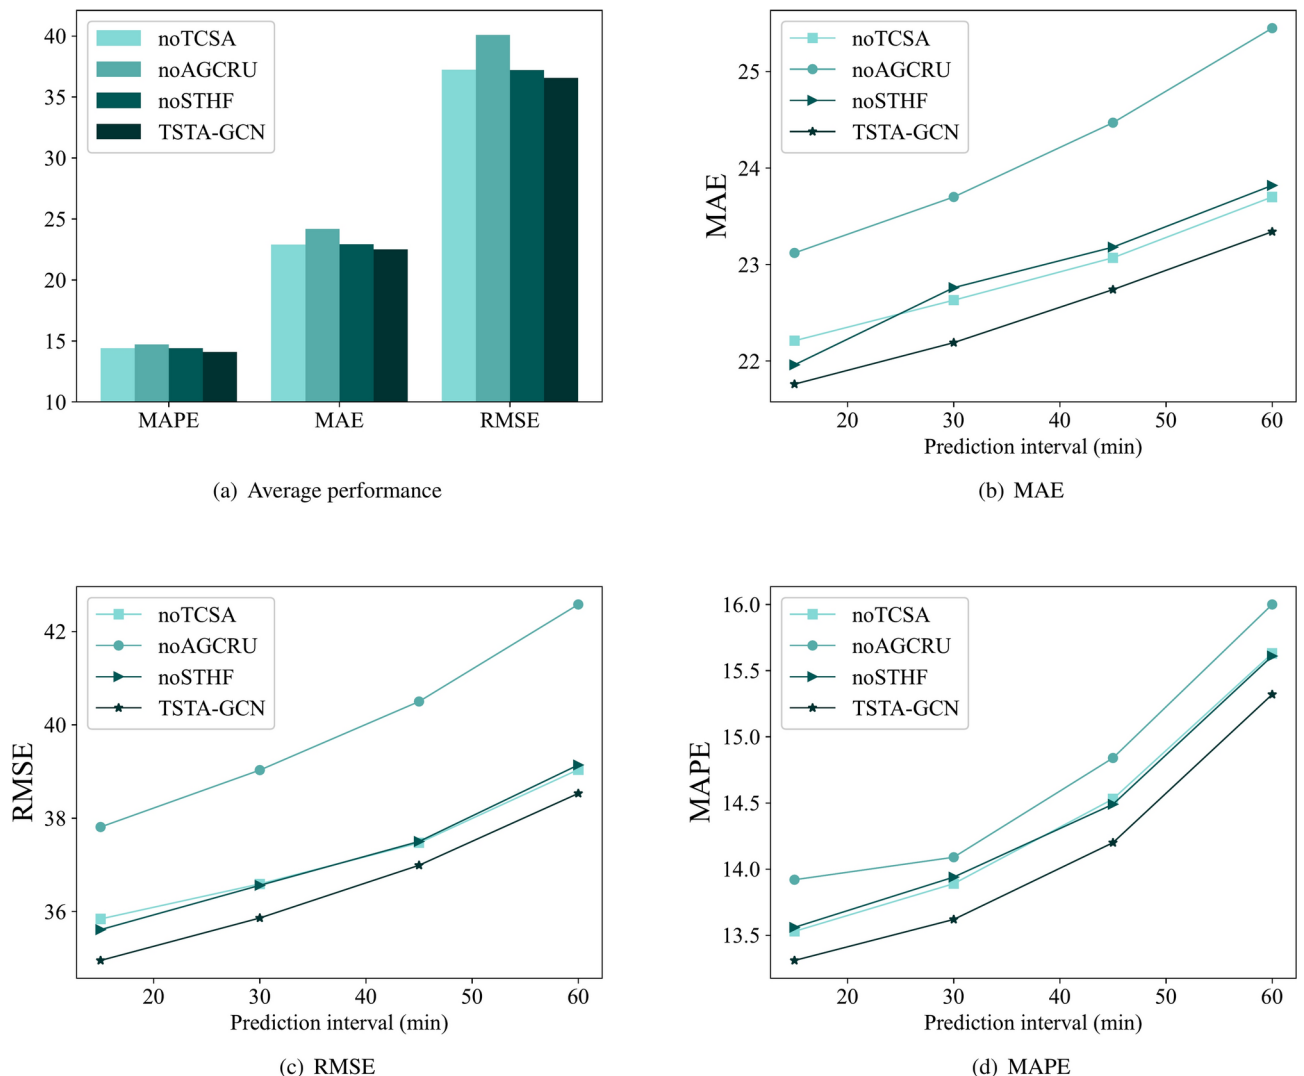 40
35
30
25
20
15
10
noTCSA
noAGCRU
noSTHF
TSTA-GCN
MAPE MAE RMSE
(a) Average performance
MAE
25
24
23
22
noTCSA
noAGCRU
noSTHF
TSTA-GCN
20 30 40 50 60
Prediction interval (min)
(b) MAE
RMSE
42
40
38
36
noTCSA
noAGCRU
noSTHF
TSTA-GCN
20 30 40 50 60
Prediction interval (min)
(c) RMSE
MAPE
16.0
15.5
15.0
14.5
14.0
13.5
noTCSA
noAGCRU
noSTHF
TSTA-GCN
20 30 40 50 60
Prediction interval (min)
(d) MAPE